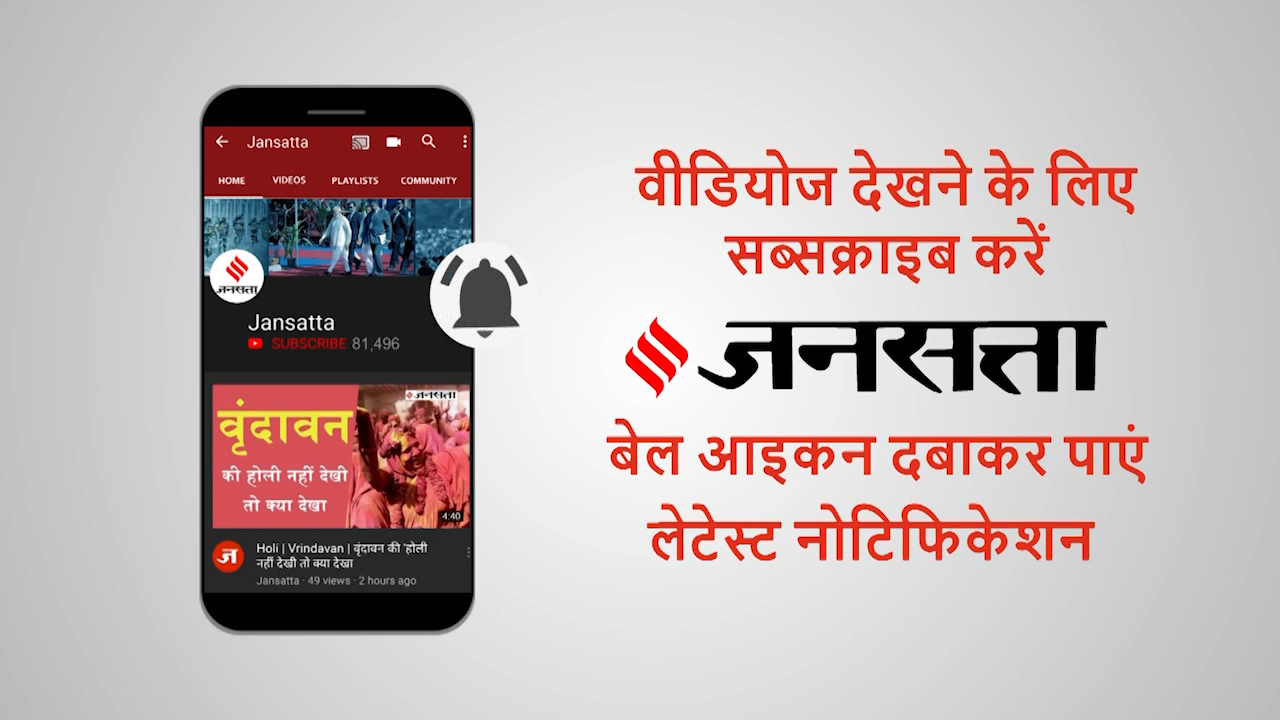 Jansatta
HOME VIDEOS PLAYLISTS COMMUNITY
जनसत्ता
Jansatta
SUBSCRIBE 81,496
जनसत्ता
वृंदावन
की होली नहीं देखी
तो क्या देखा
4:40
ज
Holi | Vrindavan | वृंदावन की 'होली
नहीं देखी तो क्या देखा
Jansatta · 49 views · 2 hours ago
वीडियोज देखने के लिए
सब्सक्राइब करें
जनसत्ता
बेल आइकन दबाकर पाएं
लेटेस्ट नोटिफिकेशन